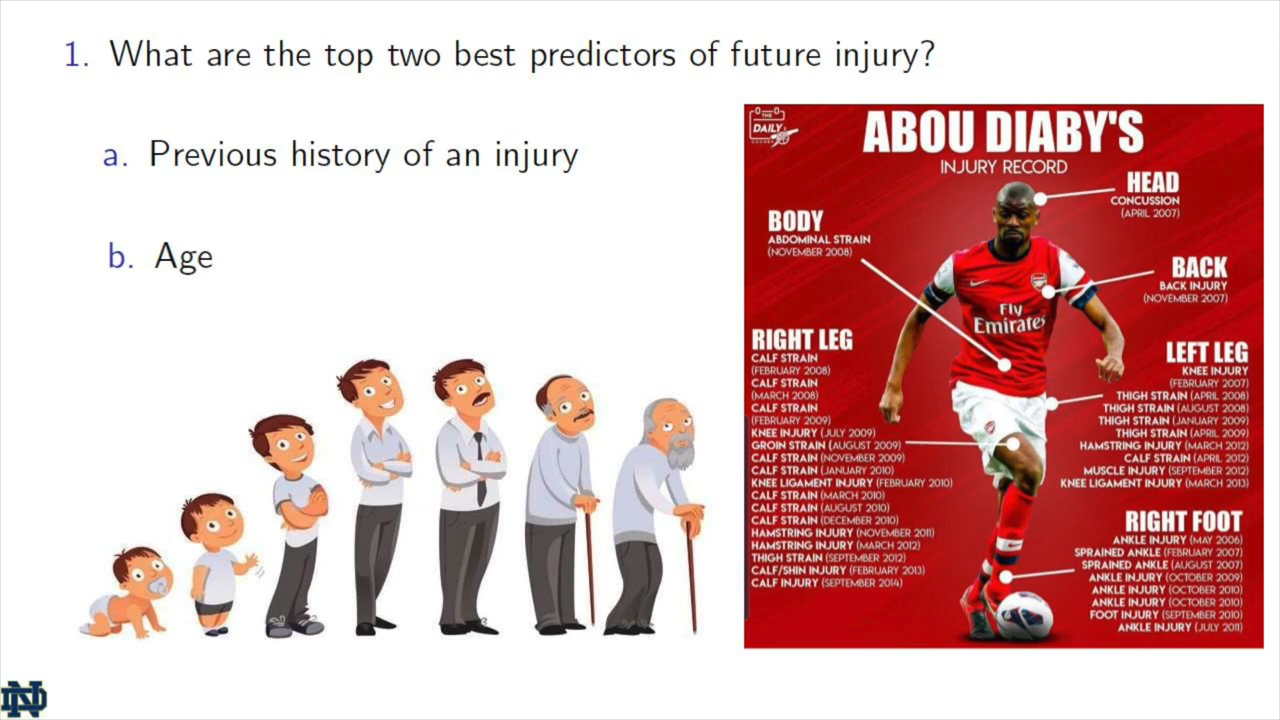 1. What are the top two best predictors of future injury?
a. Previous history of an injury
b. Age
THE
DAILY
ABOU DIABY'S
INJURY RECORD
HEAD
CONCUSSION
(APRIL 2007)
BODY
ABDOMINAL STRAIN
(NOVEMBER 2008)
BACK
BACK INJURY
(NOVEMBER 2007)
Fly
Emirates
RIGHT LEG
CALF STRAIN
(FEBRUARY 2008)
CALF STRAIN
(MARCH 2008)
CALF STRAIN
(FEBRUARY 2009)
KNEE INJURY (JULY 2009)
GROIN STRAIN (AUGUST 2009)
CALF STRAIN (NOVEMBER 2009)
CALF STRAIN (JANUARY 2010)
KNEE LIGAMENT INJURY (FEBRUARY 2010)
CALF STRAIN (MARCH 2010)
CALF STRAIN (AUGUST 2010)
CALF STRAIN (DECEMBER 2010)
HAMSTRING INJURY (NOVEMBER 2011)
HAMSTRING INJURY (MARCH 2012)
THIGH STRAIN (SEPTEMBER 2012)
CALF/SHIN INJURY (FEBRUARY 2013)
CALF INJURY (SEPTEMBER 2014)
LEFT LEG
KNEE INJURY
(FEBRUARY 2007)
THIGH STRAIN (APRIL 2008)
THIGH STRAIN (AUGUST 2008)
THIGH STRAIN (JANUARY 2009)
THIGH STRAIN (APRIL 2009)
HAMSTRING INJURY (MARCH 2012)
CALF STRAIN (APRIL 2012)
MUSCLE INJURY (SEPTEMBER 2012)
KNEE LIGAMENT INJURY (MARCH 2013)
RIGHT FOOT
ANKLE INJURY (MAY 2006)
SPRAINED ANKLE (FEBRUARY 2007)
SPRAINED ANKLE (AUGUST 2007)
ANKLE INJURY (OCTOBER 2009)
ANKLE INJURY (OCTOBER 2010)
ANKLE INJURY (OCTOBER 2010)
FOOT INJURY (SEPTEMBER 2010)
ANKLE INJURY (JULY 2011)
ND